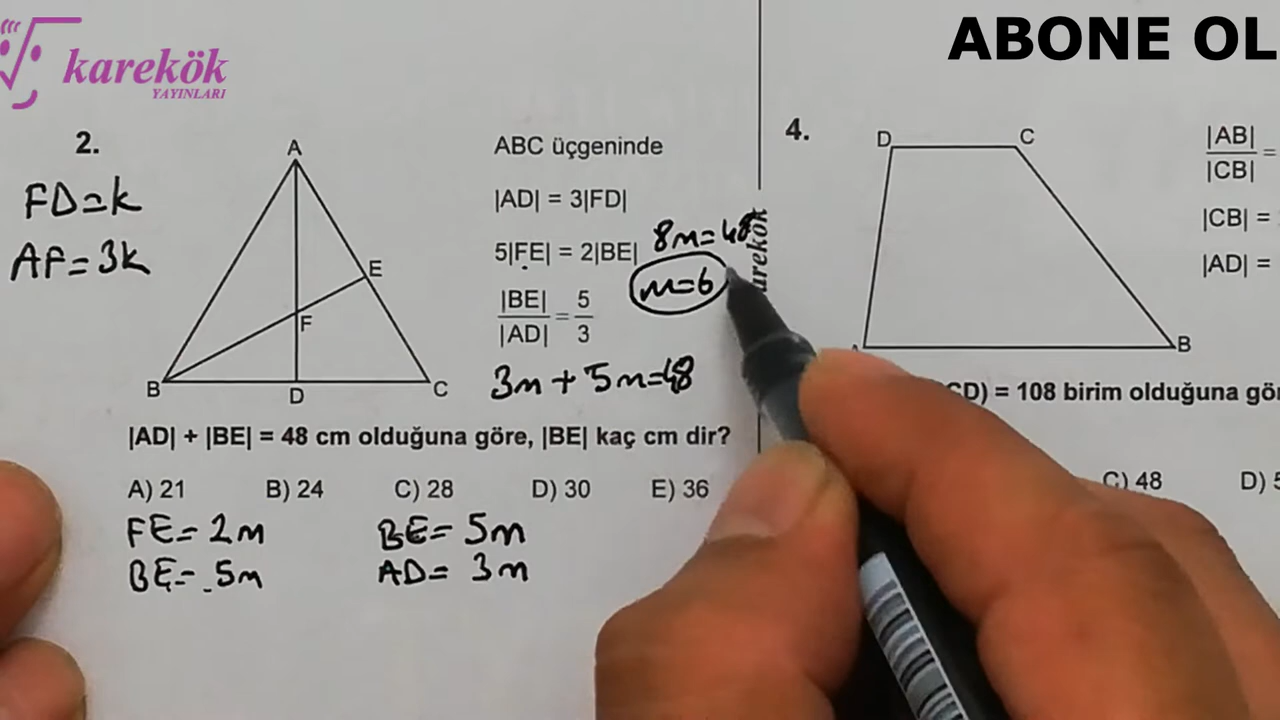 karekök
YAYINLARI
ABONE OL
2.
FD=k
AF=3k
A
E
F
B
D
C
ABC üçgeninde
|AD| = 3|FD|
5|FE| = 2|BE|
|BE| / |AD| = 5 / 3
8m=48
m=6
3m + 5m=48
|AD| + |BE| = 48 cm olduğuna göre, |BE| kaç cm dir?
A) 21 B) 24 C) 28 D) 30 E) 36
FE= 2m BE= 5m
BE= 5m AD= 3m
arekök
4.
D
C
B
|AB| / |CB| =
|CB| =
|AD| =
CD) = 108 birim olduğuna gö
C) 48 D) 5